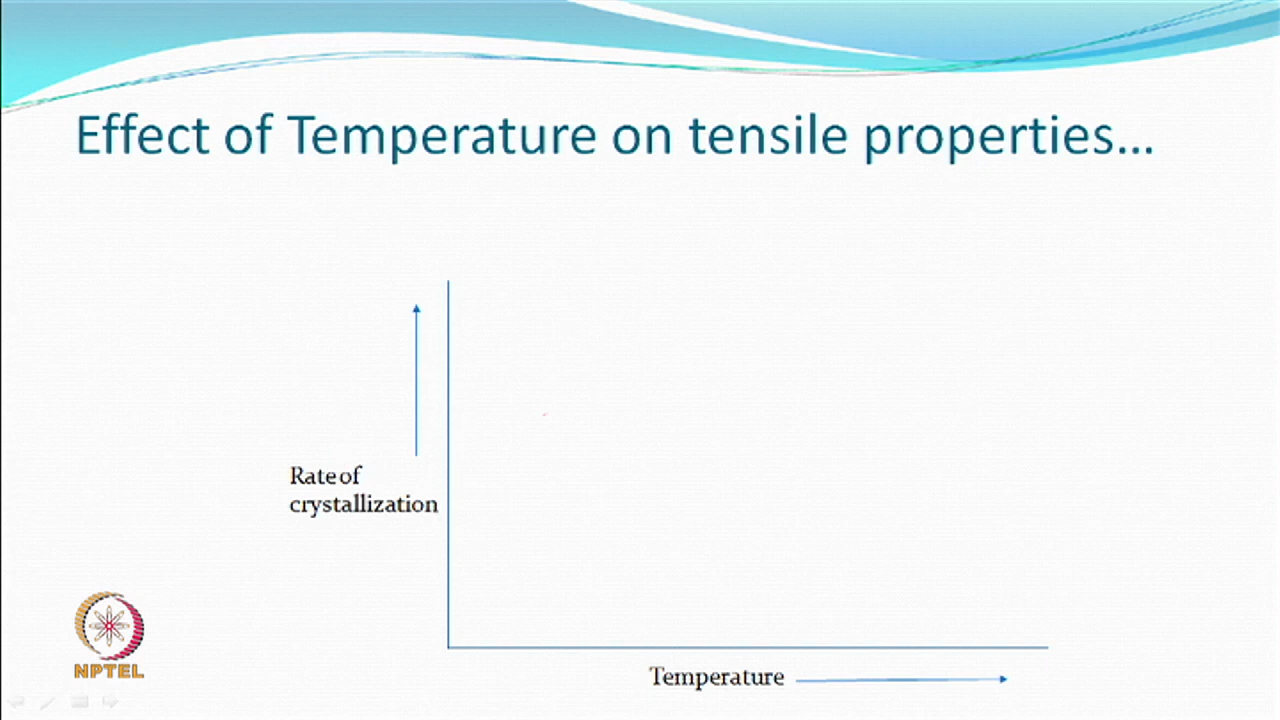 Effect of Temperature on tensile properties...
Rate of
crystallization
NPTEL
Temperature